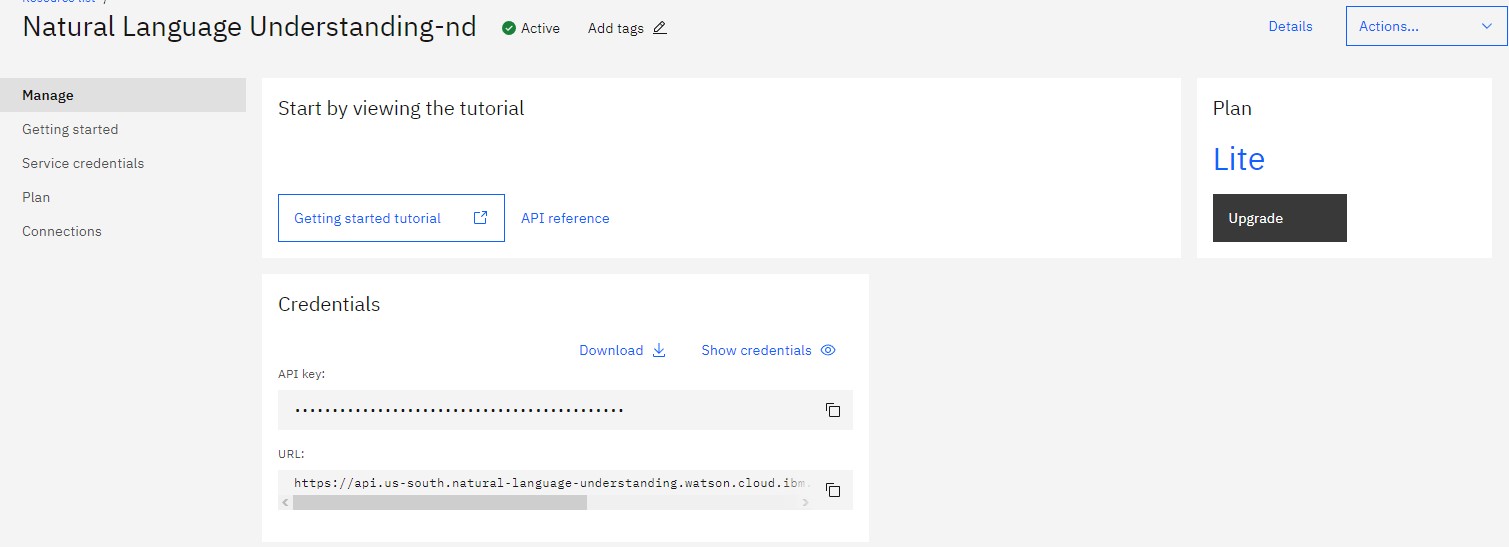 Resource list /
Natural Language Understanding-nd Active Add tags Details Actions...
Manage
Getting started
Service credentials
Plan
Connections
Start by viewing the tutorial
Getting started tutorial API reference
Plan
Lite
Upgrade
Credentials
Download Show credentials
API key:
............................................
URL:
https://api.us-south.natural-language-understanding.watson.cloud.ibm.